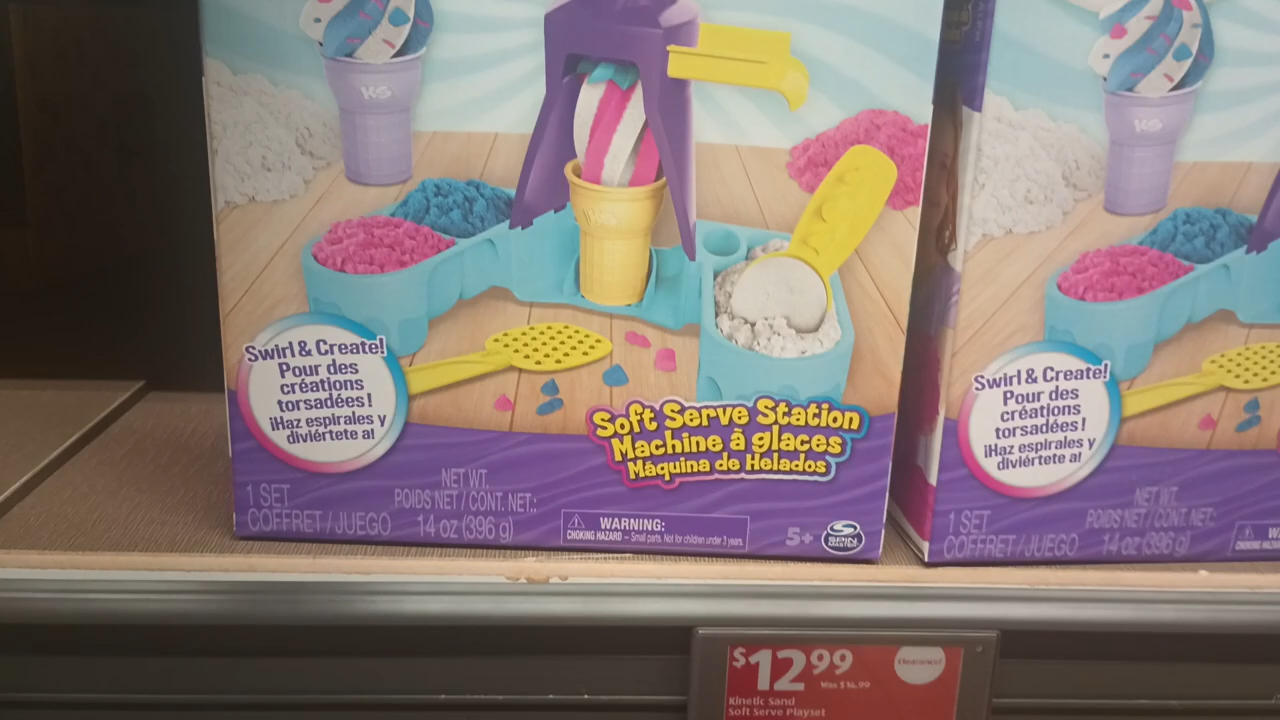 KS
KS
Swirl & Create!
Pour des
créations
torsadées !
¡Haz espirales y
diviértete a!
Soft Serve Station
Machine à glaces
Máquina de Helados
1 SET
COFFRET / JUEGO
NET WT.
POIDS NET / CONT. NET.:
14 oz (396 g)
WARNING:
CHOKING HAZARD – Small parts. Not for children under 3 years.
5+
SPIN
MASTER
KS
Swirl & Create!
Pour des
créations
torsadées !
¡Haz espirales y
diviértete a!
1 SET
COFFRET / JUEGO
NET WT.
POIDS NET / CONT. NET.:
14 oz (396 g)
$12.99
Was $16.99
Clearance!
Kinetic Sand
Soft Serve Playset